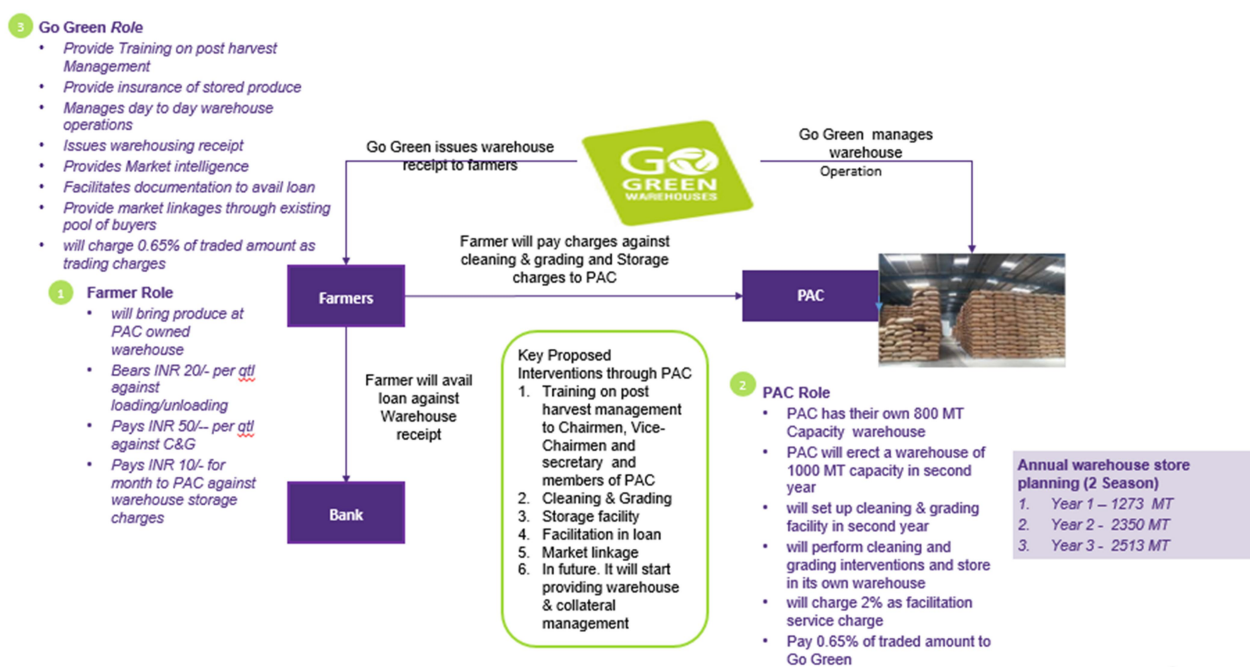 3
Go Green Role
• Provide Training on post harvest
Management
• Provide insurance of stored produce
• Manages day to day warehouse
operations
• Issues warehousing receipt
• Provides Market intelligence
• Facilitates documentation to avail loan
• Provide market linkages through existing
pool of buyers
• will charge 0.65% of traded amount as
trading charges
Go Green issues warehouse
receipt to farmers
GO
GREEN
WAREHOUSES
Go Green manages
warehouse
Operation
Farmer will pay charges against
cleaning & grading and Storage
charges to PAC
Farmers
PAC
1
Farmer Role
• will bring produce at
PAC owned
warehouse
• Bears INR 20/- per qtl
against
loading/unloading
• Pays INR 50/-- per qtl
against C&G
• Pays INR 10/- for
month to PAC against
warehouse storage
charges
Farmer will avail
loan against
Warehouse
receipt
Bank
Key Proposed
Interventions through PAC
1. Training on post
harvest management
to Chairmen, Vice-
Chairmen and
secretary and
members of PAC
2. Cleaning & Grading
3. Storage facility
4. Facilitation in loan
5. Market linkage
6. In future. It will start
providing warehouse
& collateral
management
2
PAC Role
• PAC has their own 800 MT
Capacity warehouse
• PAC will erect a warehouse of
1000 MT capacity in second
year
• will set up cleaning & grading
facility in second year
• will perform cleaning and
grading interventions and store
in its own warehouse
• will charge 2% as facilitation
service charge
• Pay 0.65% of traded amount to
Go Green
Annual warehouse store
planning (2 Season)
1. Year 1 – 1273 MT
2. Year 2 - 2350 MT
3. Year 3 - 2513 MT